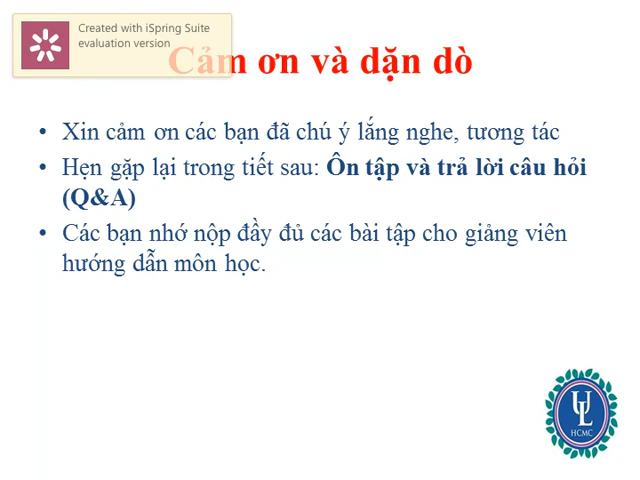 Created with iSpring Suite
evaluation version
Cảm ơn và dặn dò
• Xin cảm ơn các bạn đã chú ý lắng nghe, tương tác
• Hẹn gặp lại trong tiết sau: Ôn tập và trả lời câu hỏi
(Q&A)
• Các bạn nhớ nộp đầy đủ các bài tập cho giảng viên
hướng dẫn môn học.
UL
HCMC